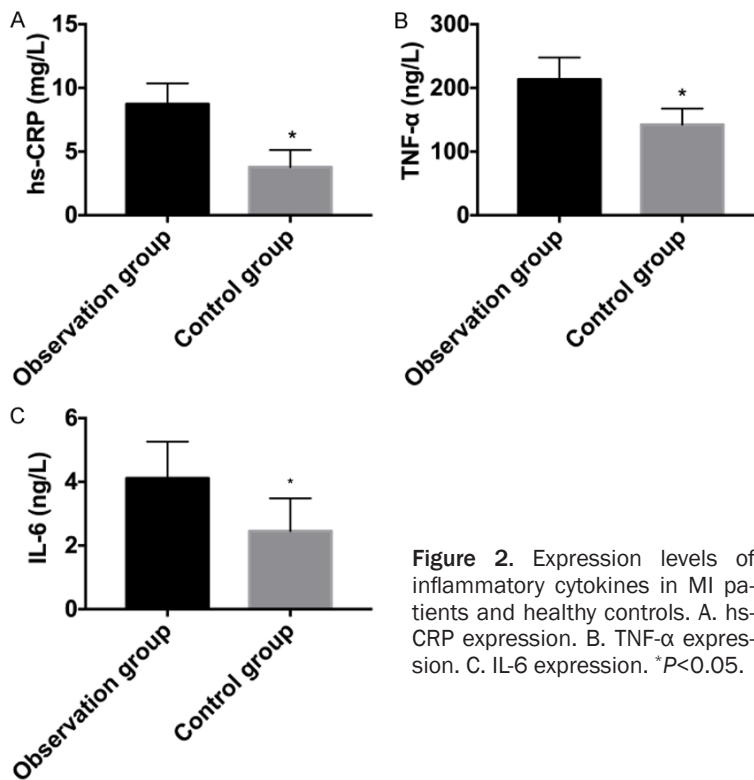 A
hs-CRP (mg/L)
15
10
5
0
*
Observation group
Control group
B
TNF-α (ng/L)
300
200
100
0
*
Observation group
Control group
C
IL-6 (ng/L)
6
4
2
0
*
Observation group
Control group
Figure 2. Expression levels of
inflammatory cytokines in MI pa-
tients and healthy controls. A. hs-
CRP expression. B. TNF-α expres-
sion. C. IL-6 expression. *P<0.05.